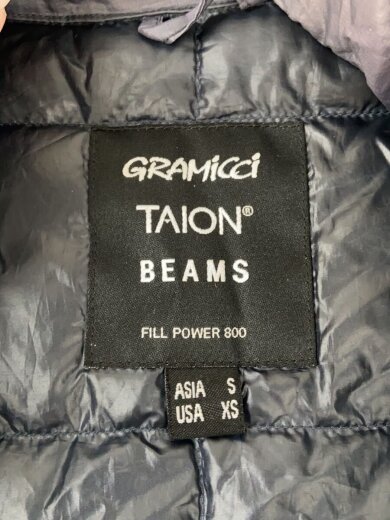 GRAMiCCi
TAION®
BEAMS
FILL POWER 800
ASIA S
USA XS